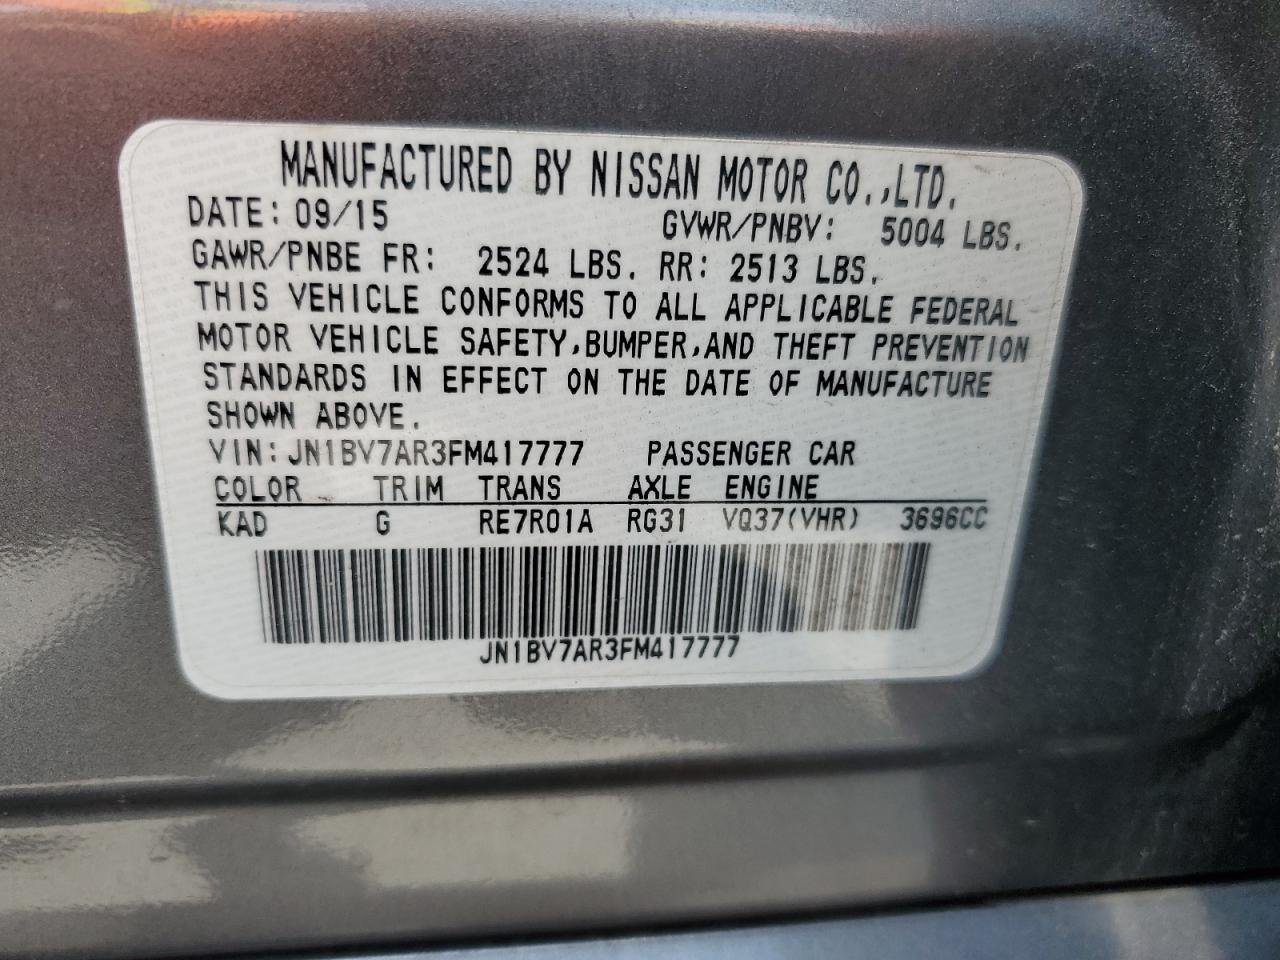 MANUFACTURED BY NISSAN MOTOR CO.,LTD.
DATE: 09/15 GVWR/PNBV: 5004 LBS.
GAWR/PNBE FR: 2524 LBS. RR: 2513 LBS.
THIS VEHICLE CONFORMS TO ALL APPLICABLE FEDERAL
MOTOR VEHICLE SAFETY,BUMPER,AND THEFT PREVENTION
STANDARDS IN EFFECT ON THE DATE OF MANUFACTURE
SHOWN ABOVE.
VIN: JN1BV7AR3FM417777 PASSENGER CAR
COLOR TRIM TRANS AXLE ENGINE
KAD G RE7R01A RG31 VQ37(VHR) 3696CC
JN1BV7AR3FM417777